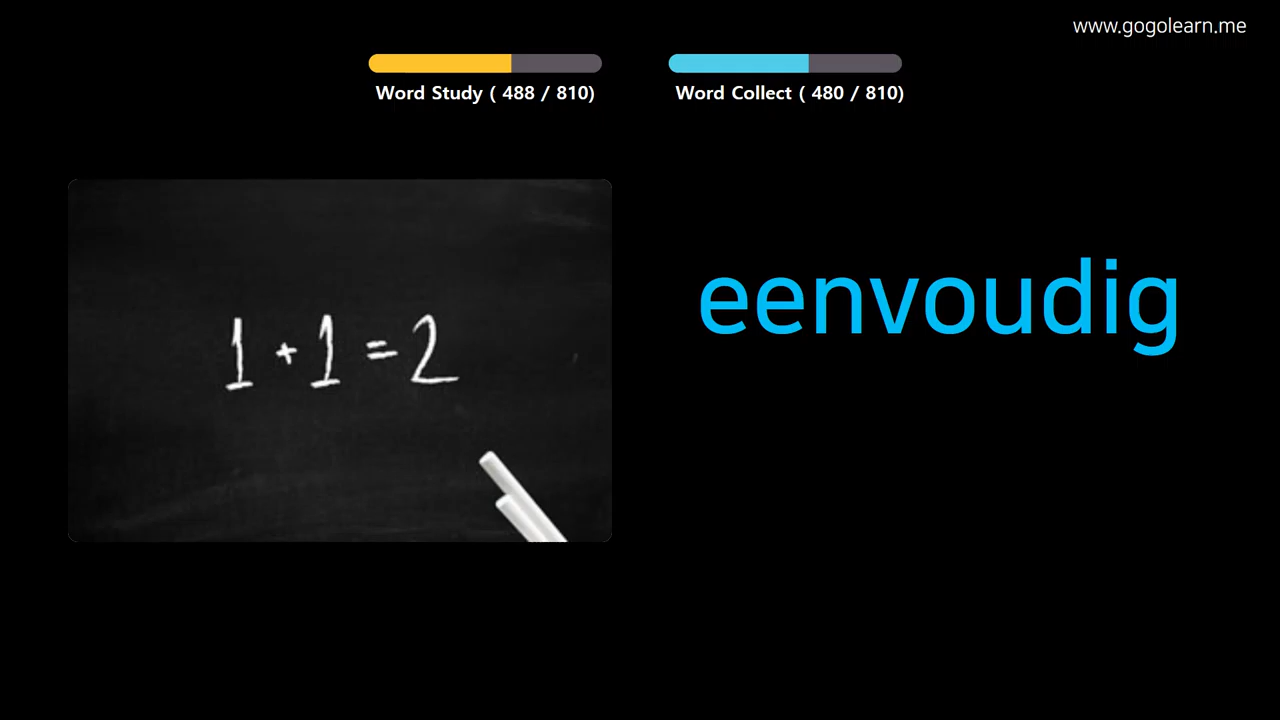 www.gogolearn.me
Word Study ( 488 / 810)
Word Collect ( 480 / 810)
eenvoudig
1 + 1 = 2